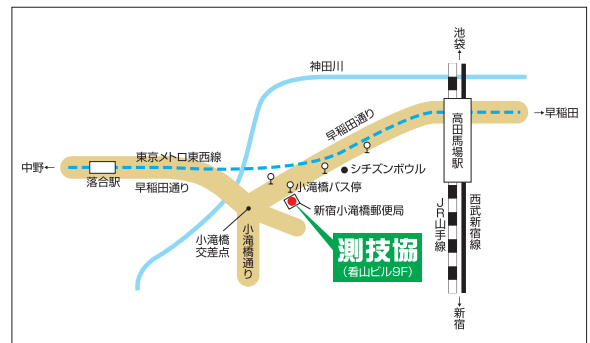 池袋
神田川
早稲田通り
→早稲田
高田馬場駅
東京メトロ東西線
中野←
シチズンボウル
落合駅
早稲田通り
小滝橋バス停
新宿小滝橋郵便局
JR山手線
西武新宿線
小滝橋
交差点
小滝橋通り
測技協
(看山ビル9F)
新宿